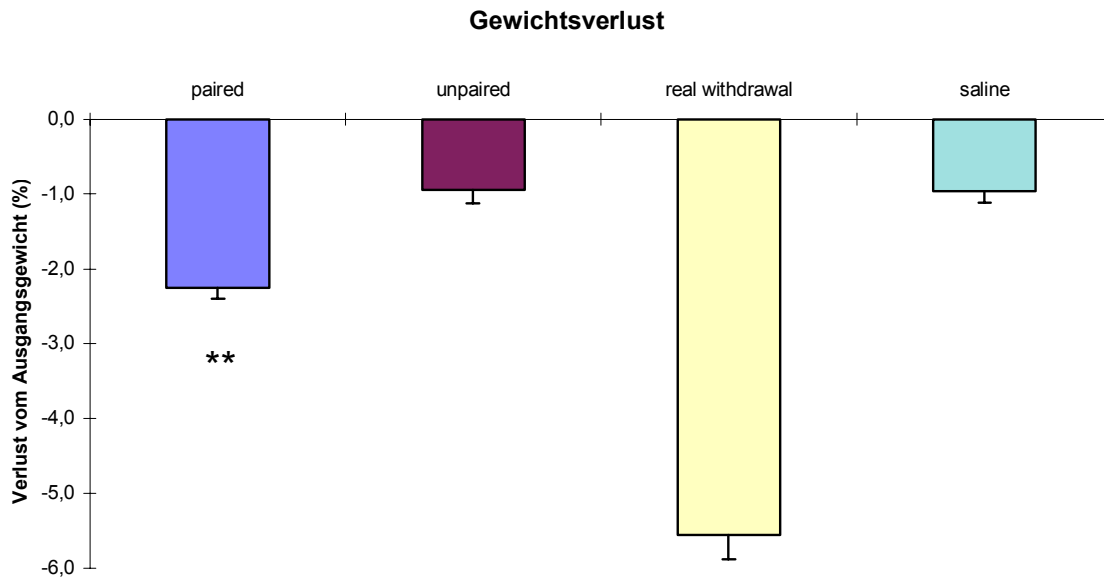 Gewichtsverlust
paired unpaired real withdrawal saline
0,0
-1,0
-2,0
-3,0
-4,0
-5,0
-6,0
Verlust vom Ausgangsgewicht (%)
**